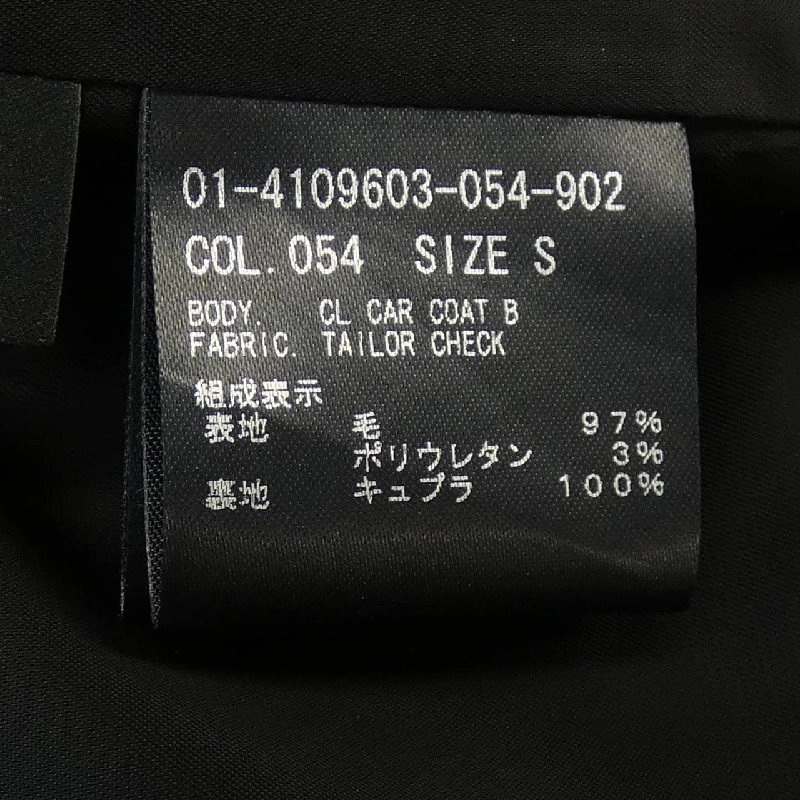 01-4109603-054-902
COL. 054 SIZE S
BODY. CL CAR COAT B
FABRIC. TAILOR CHECK
組成表示
表地 毛 97%
ポリウレタン 3%
裏地 キュプラ 100%